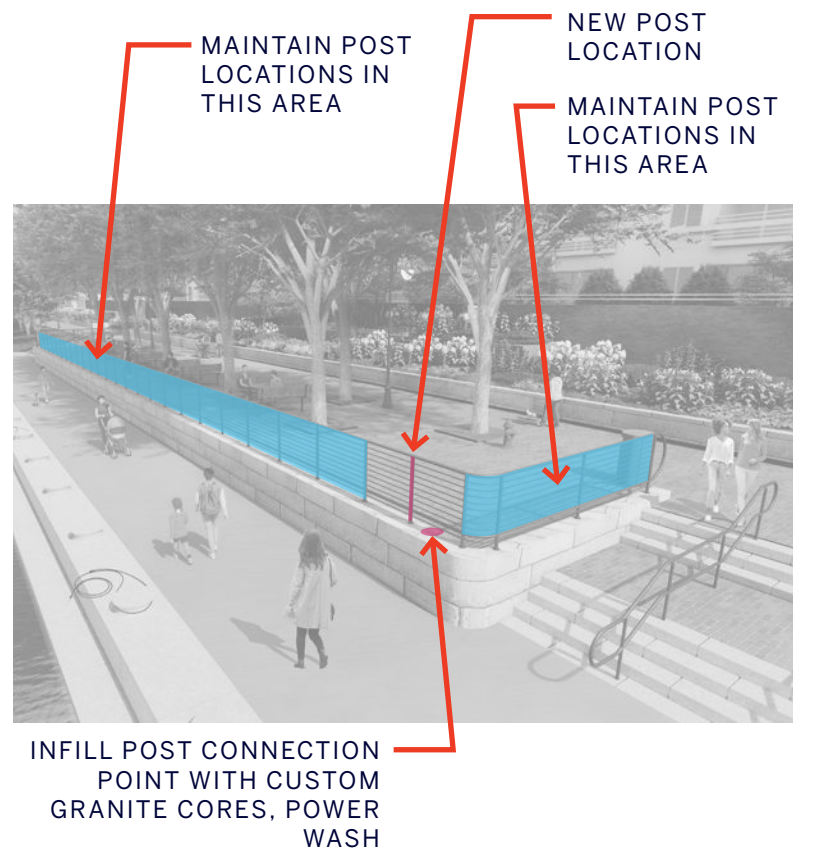 MAINTAIN POST
LOCATIONS IN
THIS AREA
NEW POST
LOCATION
MAINTAIN POST
LOCATIONS IN
THIS AREA
INFILL POST CONNECTION
POINT WITH CUSTOM
GRANITE CORES, POWER
WASH